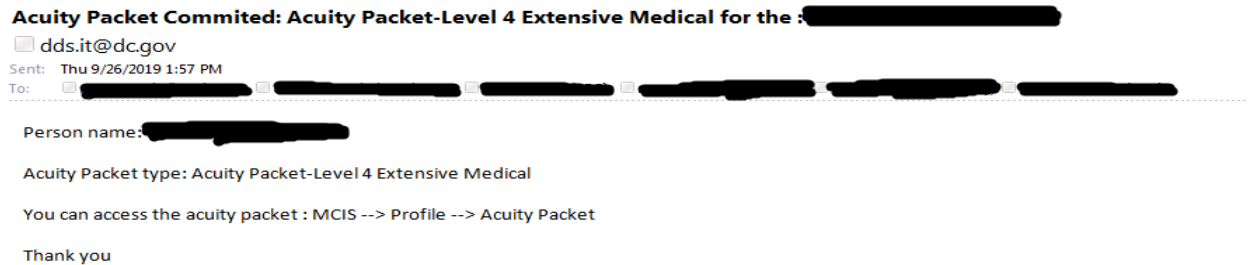 Acuity Packet Commited: Acuity Packet-Level 4 Extensive Medical for the :
dds.it@dc.gov
Sent: Thu 9/26/2019 1:57 PM
To:
Person name:
Acuity Packet type: Acuity Packet-Level 4 Extensive Medical
You can access the acuity packet : MCIS --> Profile --> Acuity Packet
Thank you